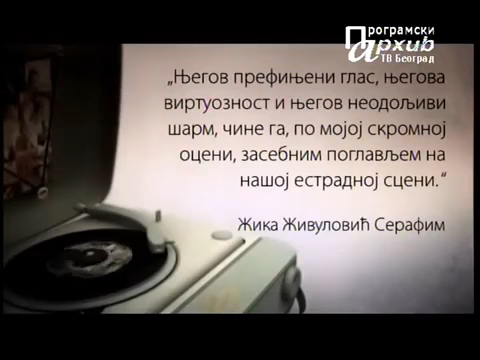 Програмски
архив
ТВ Београд
„Његов префињени глас, његова
виртуозност и његов неодољиви
шарм, чине га, по мојој скромној
оцени, засебним поглављем на
нашој естрадној сцени.“
Жика Живуловић Серафим